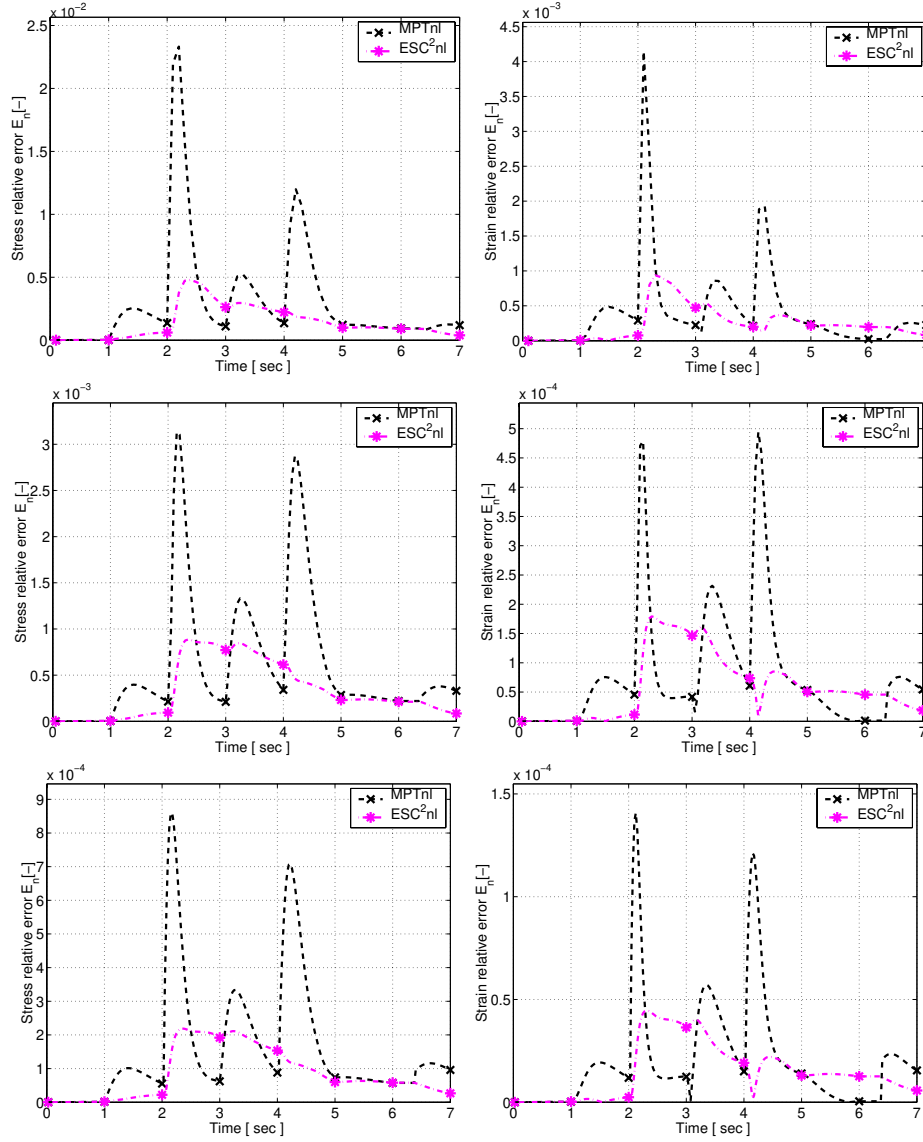 x 10⁻²
MPTnl
ESC²nl
2.5
2
1.5
1
0.5
0
Stress relative error Eₙ[−]
0 1 2 3 4 5 6 7
Time [ sec ]
x 10⁻³
MPTnl
ESC²nl
4.5
4
3.5
3
2.5
2
1.5
1
0.5
0
Strain relative error Eₙ[−]
0 1 2 3 4 5 6 7
Time [ sec ]
x 10⁻³
MPTnl
ESC²nl
3
2.5
2
1.5
1
0.5
0
Stress relative error Eₙ[−]
0 1 2 3 4 5 6 7
Time [ sec ]
x 10⁻⁴
MPTnl
ESC²nl
5
4.5
4
3.5
3
2.5
2
1.5
1
0.5
0
Strain relative error Eₙ[−]
0 1 2 3 4 5 6 7
Time [ sec ]
x 10⁻⁴
MPTnl
ESC²nl
9
8
7
6
5
4
3
2
1
0
Stress relative error Eₙ[−]
0 1 2 3 4 5 6 7
Time [ sec ]
x 10⁻⁴
MPTnl
ESC²nl
1.5
1
0.5
0
Strain relative error Eₙ[−]
0 1 2 3 4 5 6 7
Time [ sec ]